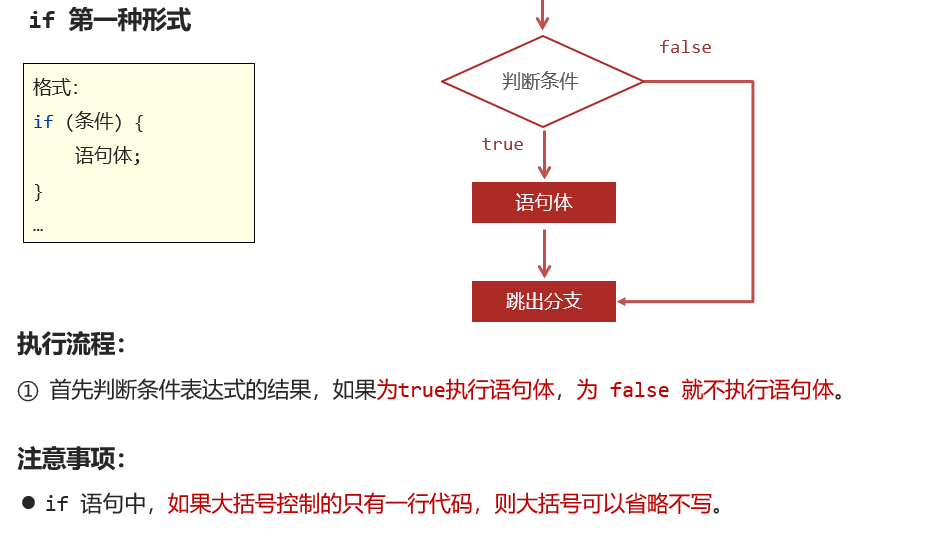 if 第一种形式
格式：
if (条件) {
语句体;
}
…
false
判断条件
true
语句体
跳出分支
执行流程：
① 首先判断条件表达式的结果，如果为true执行语句体，为 false 就不执行语句体。
注意事项：
● if 语句中，如果大括号控制的只有一行代码，则大括号可以省略不写。